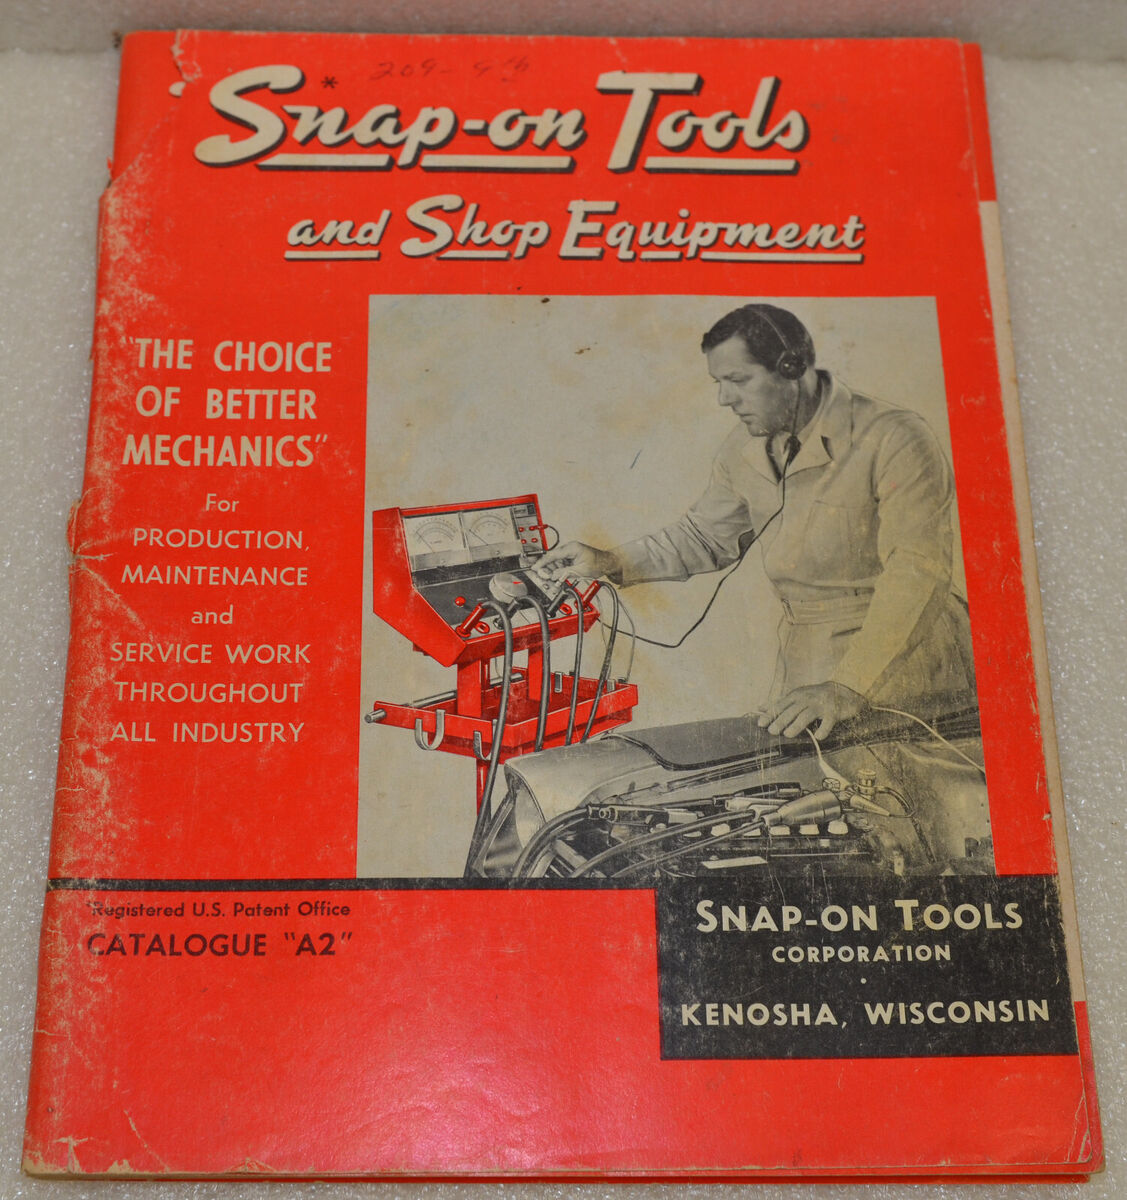 209-9th
Snap-on Tools
*
and Shop Equipment
"THE CHOICE
OF BETTER
MECHANICS"
For
PRODUCTION,
MAINTENANCE
and
SERVICE WORK
THROUGHOUT
ALL INDUSTRY
*Registered U.S. Patent Office
CATALOGUE "A2"
SNAP-ON TOOLS
CORPORATION
KENOSHA, WISCONSIN